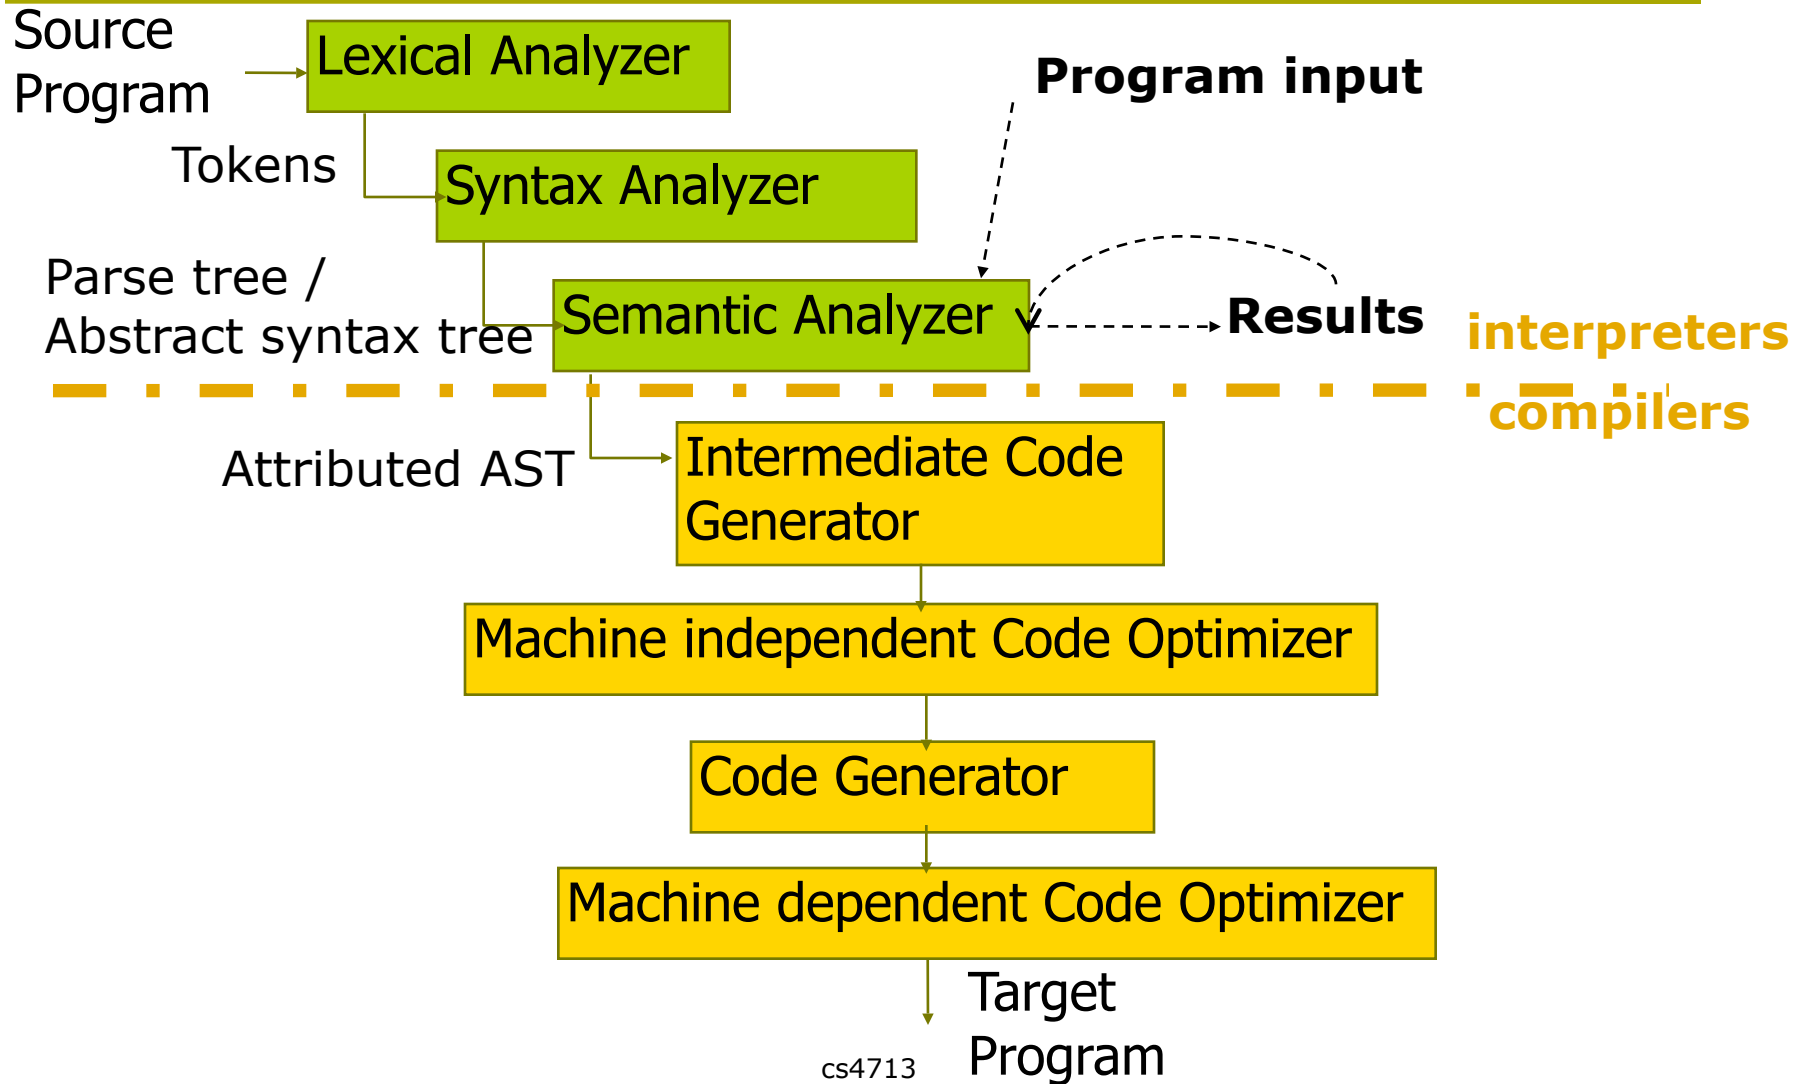 Source
Program
Lexical Analyzer
Program input
Tokens
Syntax Analyzer
Parse tree /
Abstract syntax tree
Semantic Analyzer
Results
interpreters
compilers
Attributed AST
Intermediate Code
Generator
Machine independent Code Optimizer
Code Generator
Machine dependent Code Optimizer
Target
Program
cs4713